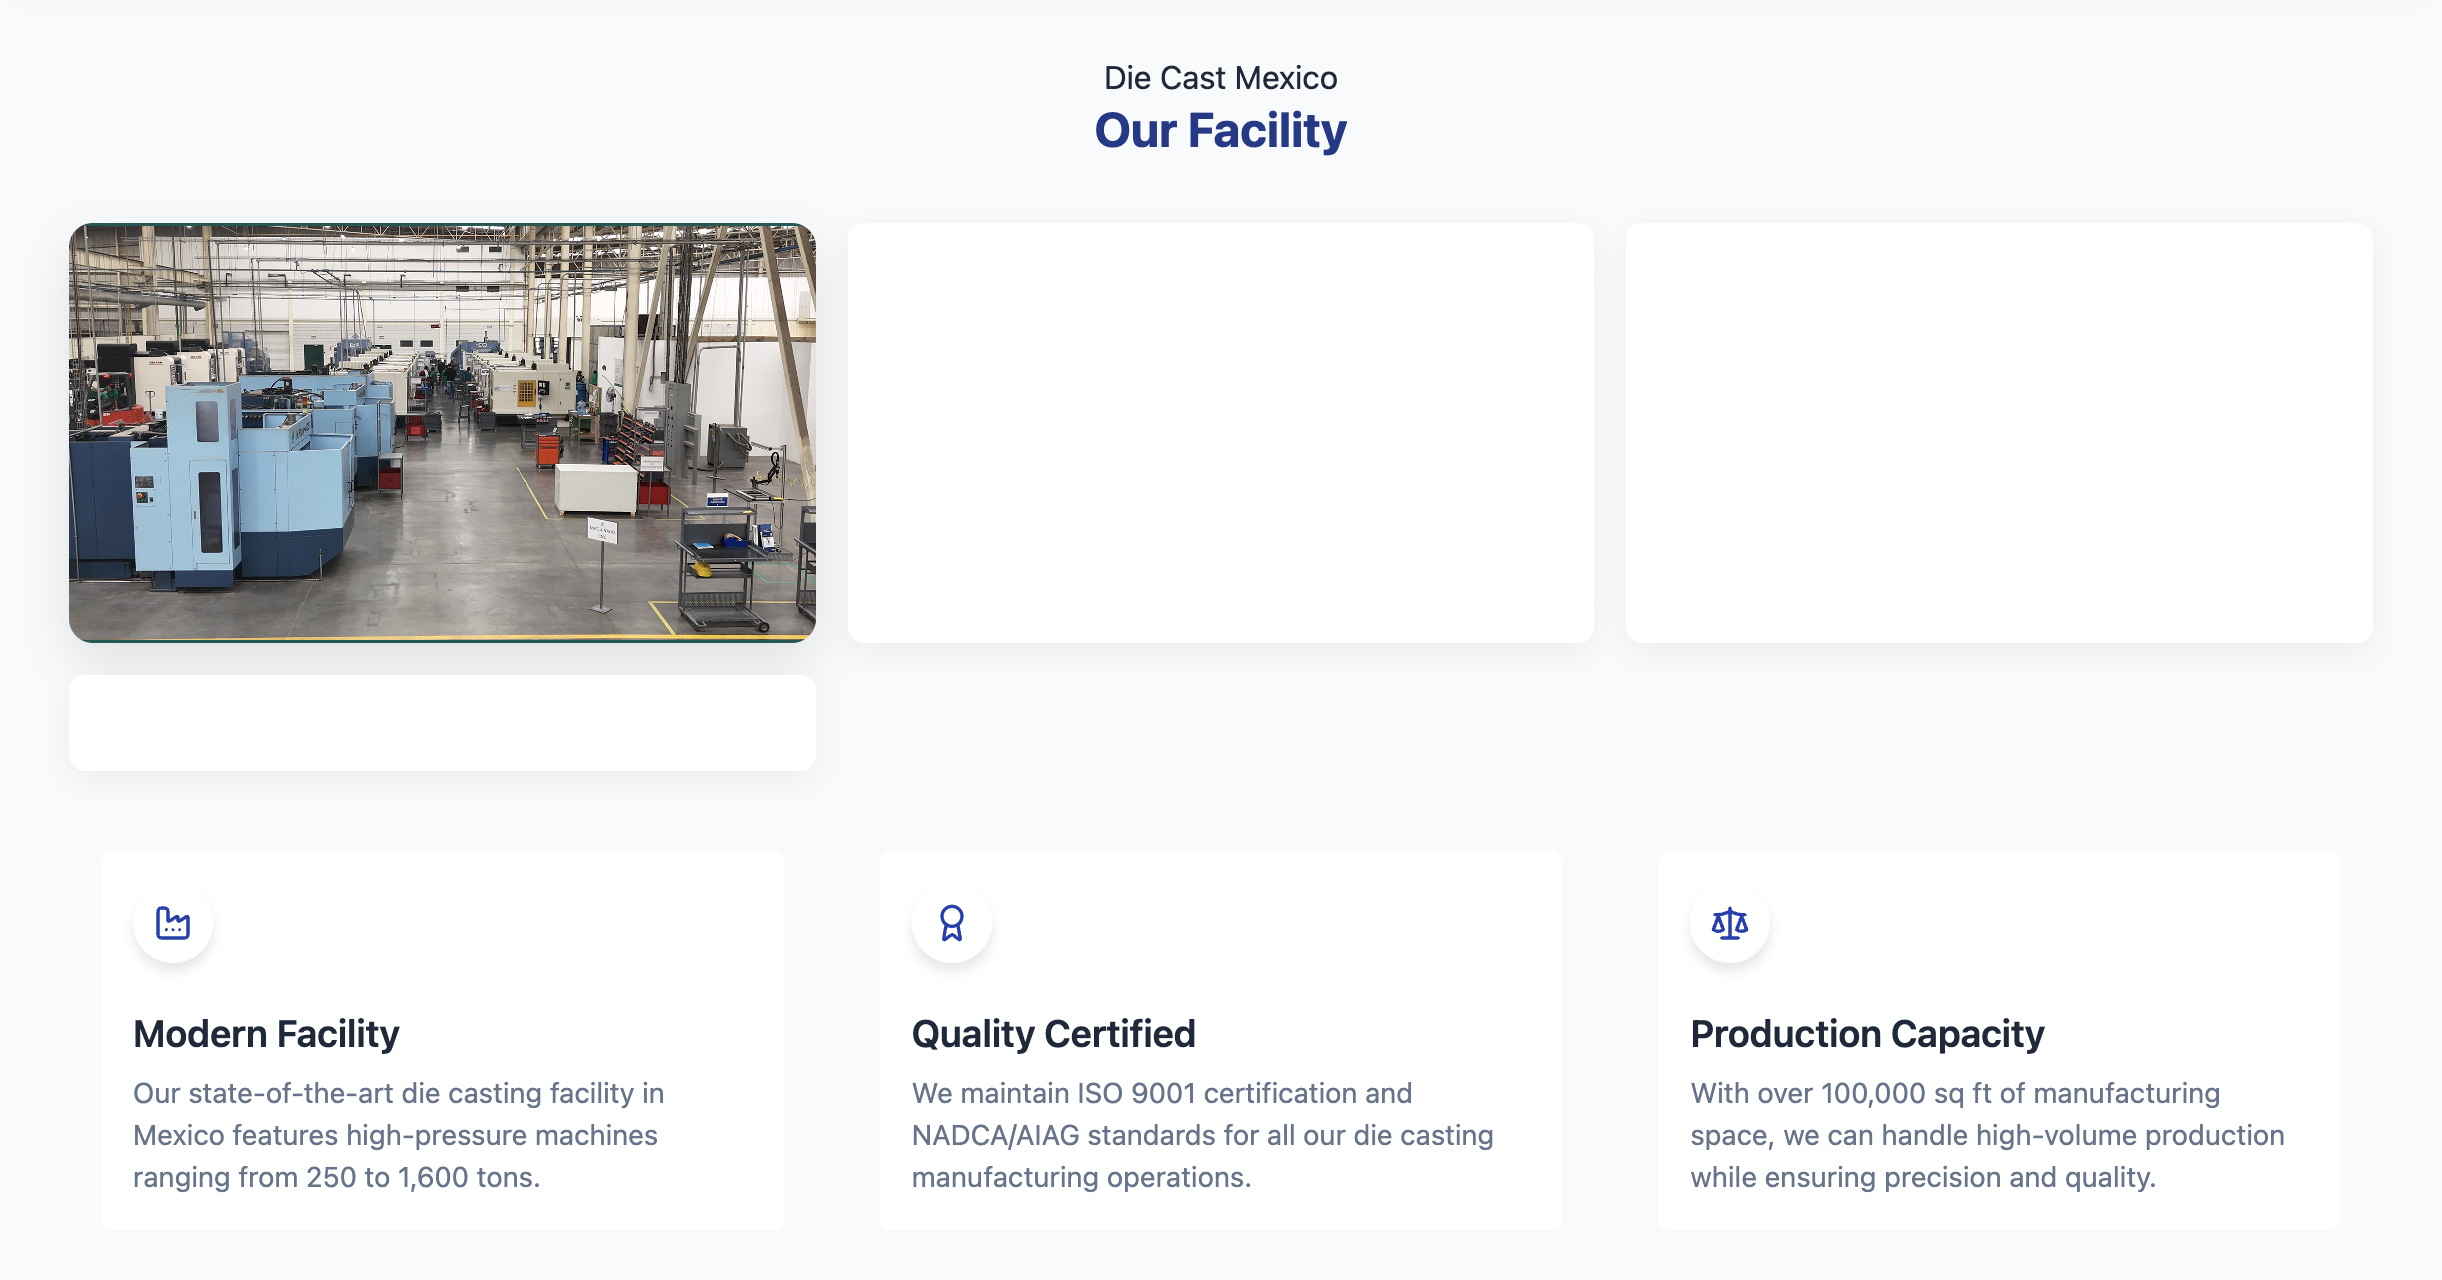 Die Cast Mexico
Our Facility
Modern Facility
Our state-of-the-art die casting facility in
Mexico features high-pressure machines
ranging from 250 to 1,600 tons.
Quality Certified
We maintain ISO 9001 certification and
NADCA/AIAG standards for all our die casting
manufacturing operations.
Production Capacity
With over 100,000 sq ft of manufacturing
space, we can handle high-volume production
while ensuring precision and quality.